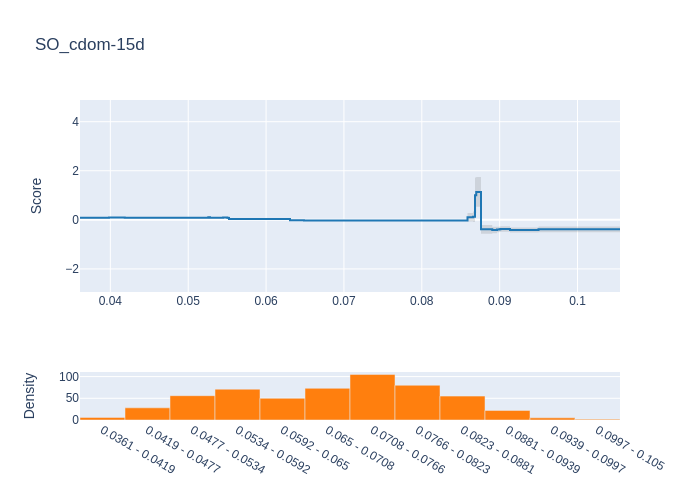 SO_cdom-15d
Score
4
2
0
−2
0.04
0.05
0.06
0.07
0.08
0.09
0.1
Density
100
50
0
0.0361 - 0.0419
0.0419 - 0.0477
0.0477 - 0.0534
0.0534 - 0.0592
0.0592 - 0.065
0.065 - 0.0708
0.0708 - 0.0766
0.0766 - 0.0823
0.0823 - 0.0881
0.0881 - 0.0939
0.0939 - 0.0997
0.0997 - 0.105